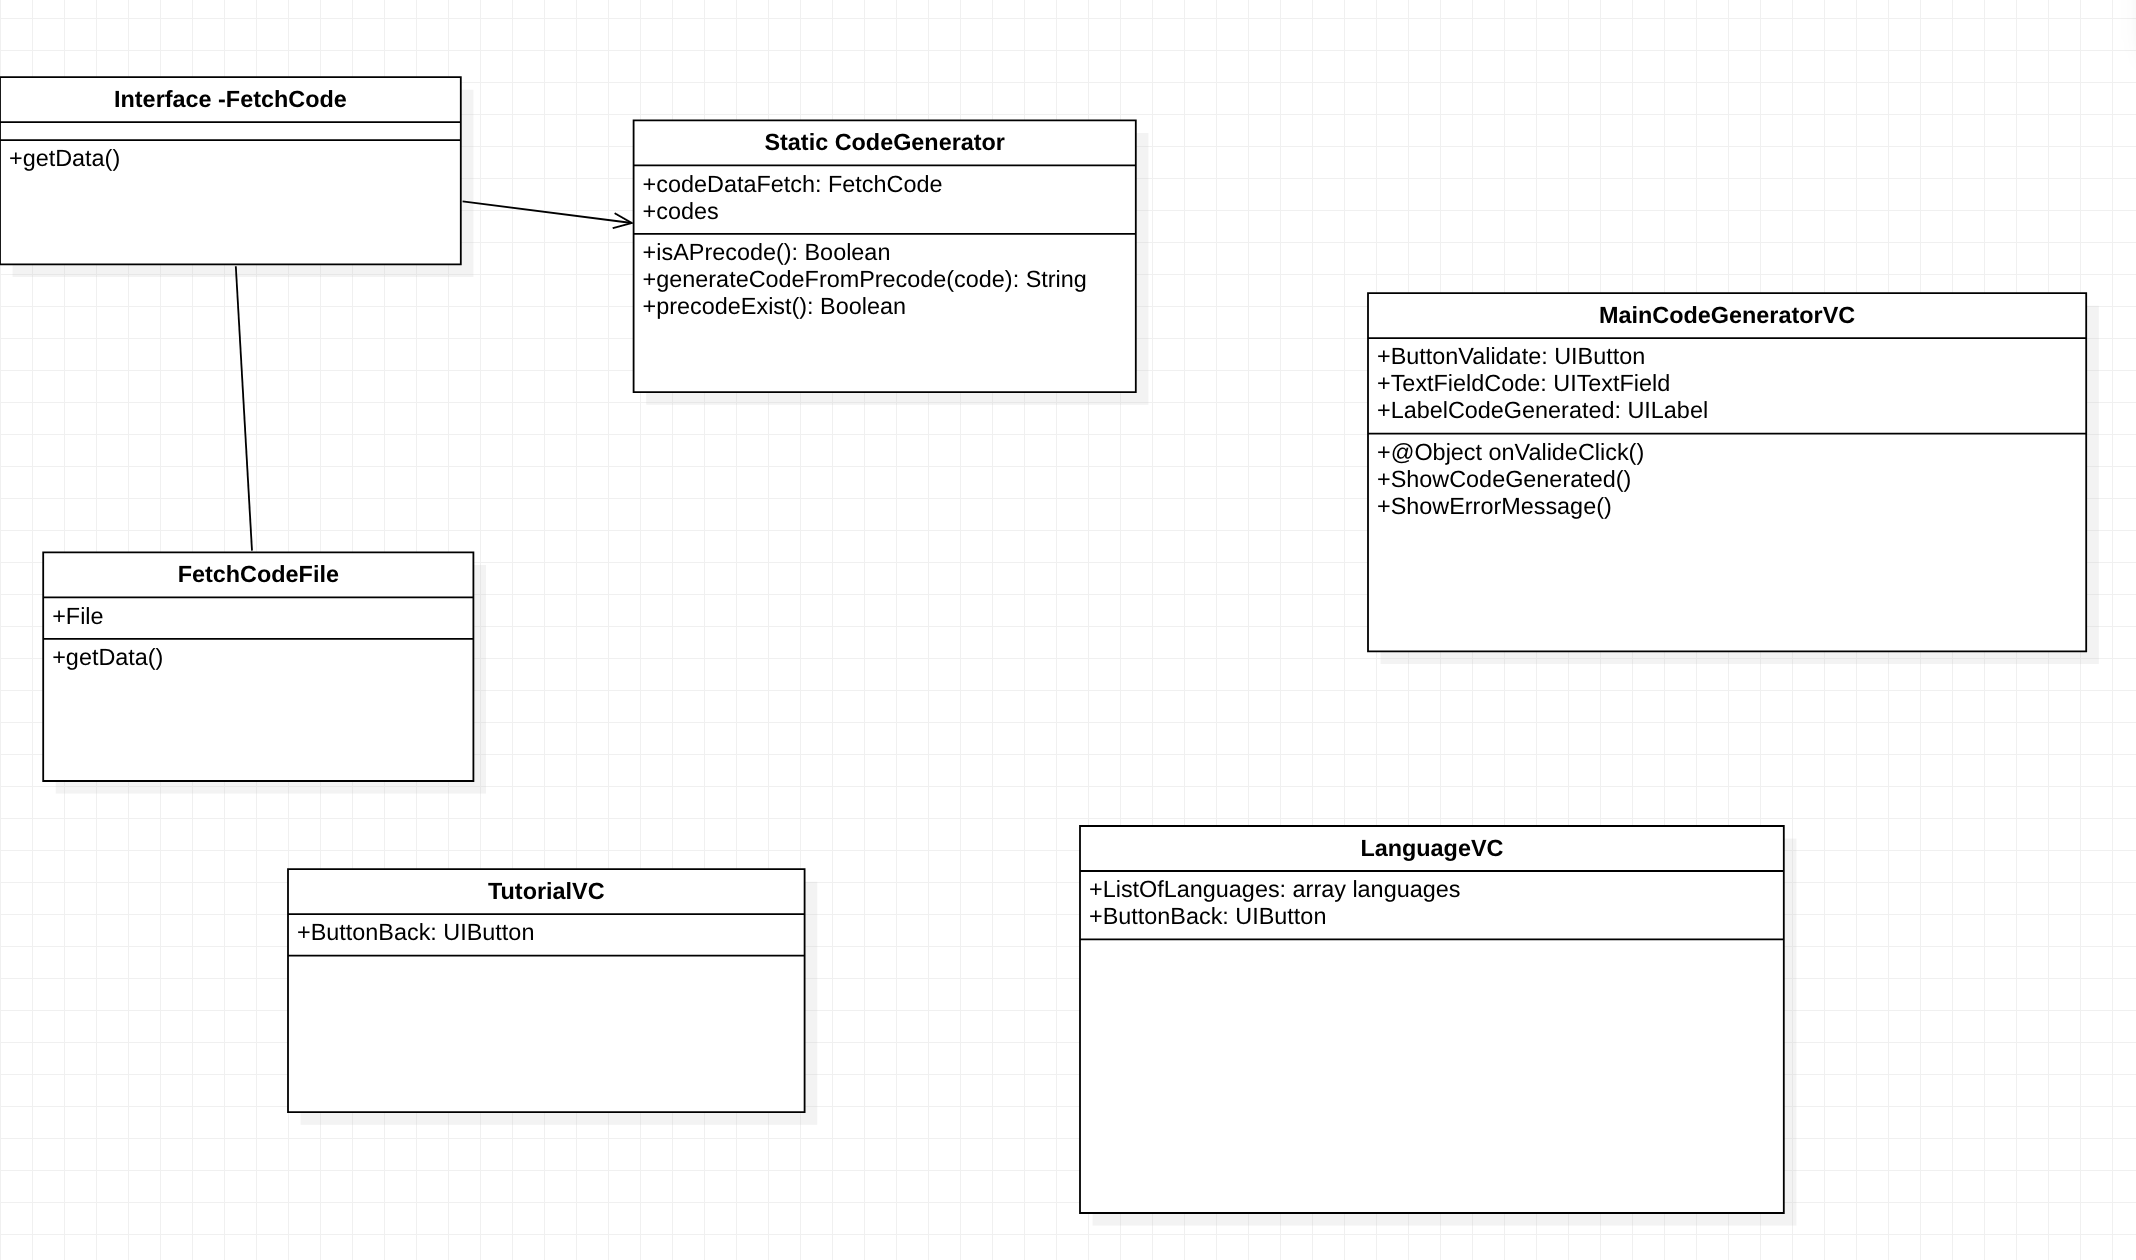 Interface -FetchCode
+getData()
Static CodeGenerator
+codeDataFetch: FetchCode
+codes
+isAPrecode(): Boolean
+generateCodeFromPrecode(code): String
+precodeExist(): Boolean
MainCodeGeneratorVC
+ButtonValidate: UIButton
+TextFieldCode: UITextField
+LabelCodeGenerated: UILabel
+@Object onValideClick()
+ShowCodeGenerated()
+ShowErrorMessage()
FetchCodeFile
+File
+getData()
TutorialVC
+ButtonBack: UIButton
LanguageVC
+ListOfLanguages: array languages
+ButtonBack: UIButton